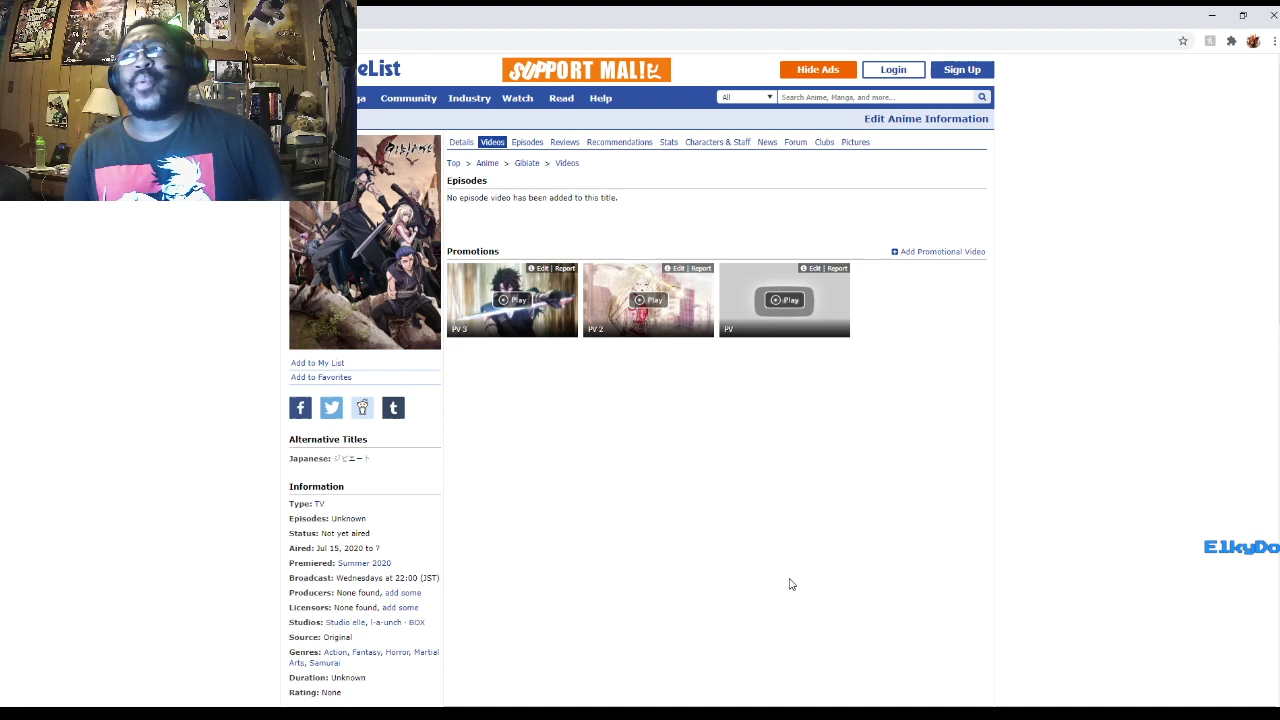 eList
SUPPORT MAL!
Hide Ads
Login
Sign Up
ga
Community
Industry
Watch
Read
Help
All
Search Anime, Manga, and more...
Edit Anime Information
Details
Videos
Episodes
Reviews
Recommendations
Stats
Characters & Staff
News
Forum
Clubs
Pictures
Top > Anime > Gibiate > Videos
Episodes
No episode video has been added to this title.
Promotions
Add Promotional Video
Edit | Report
Play
PV 3
Edit | Report
Play
PV 2
Edit | Report
Play
PV
Add to My List
Add to Favorites
f
t
Alternative Titles
Japanese: ジビエート
Information
Type: TV
Episodes: Unknown
Status: Not yet aired
Aired: Jul 15, 2020 to ?
Premiered: Summer 2020
Broadcast: Wednesdays at 22:00 (JST)
Producers: None found, add some
Licensors: None found, add some
Studios: Studio elle, l-a-unch・BOX
Source: Original
Genres: Action, Fantasy, Horror, Martial
Arts, Samurai
Duration: Unknown
Rating: None
ElkyDo